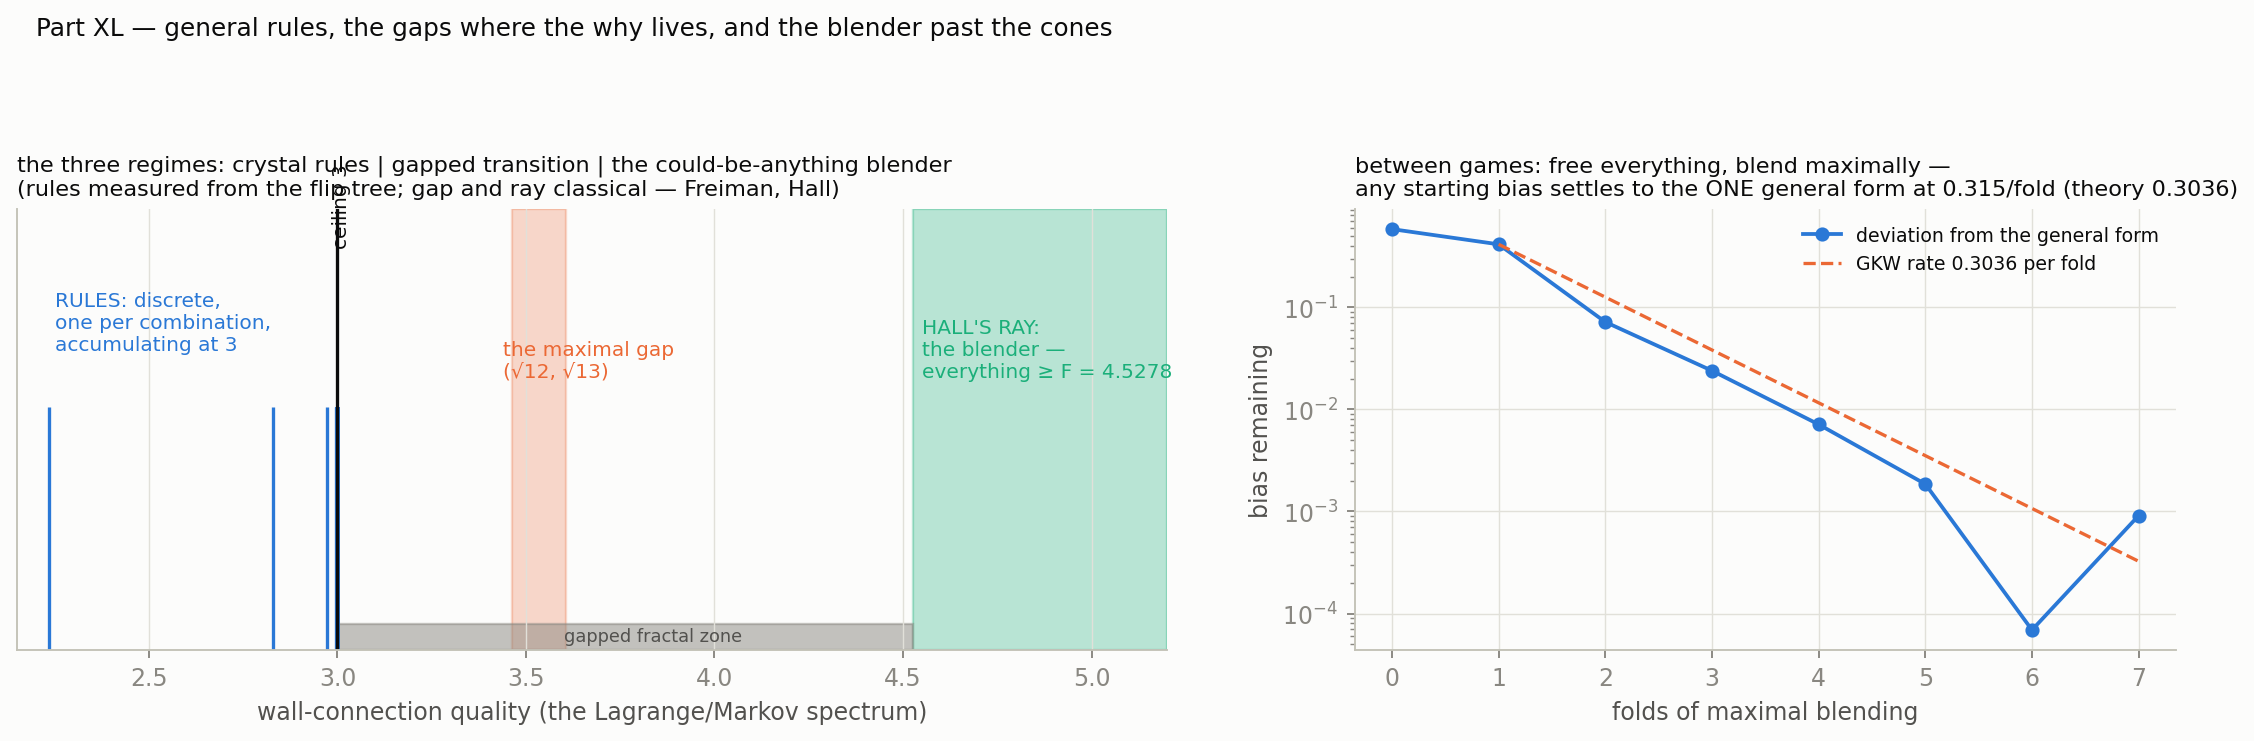 Part XL — general rules, the gaps where the why lives, and the blender past the cones
the three regimes: crystal rules | gapped transition | the could-be-anything blender
(rules measured from the flip tree; gap and ray classical — Freiman, Hall)
ceiling 3
RULES: discrete,
one per combination,
accumulating at 3
the maximal gap
(√12, √13)
HALL'S RAY:
the blender —
everything ≥ F = 4.5278
gapped fractal zone
2.5 3.0 3.5 4.0 4.5 5.0
wall-connection quality (the Lagrange/Markov spectrum)
between games: free everything, blend maximally —
any starting bias settles to the ONE general form at 0.315/fold (theory 0.3036)
deviation from the general form
GKW rate 0.3036 per fold
bias remaining
10⁻¹
10⁻²
10⁻³
10⁻⁴
0 1 2 3 4 5 6 7
folds of maximal blending